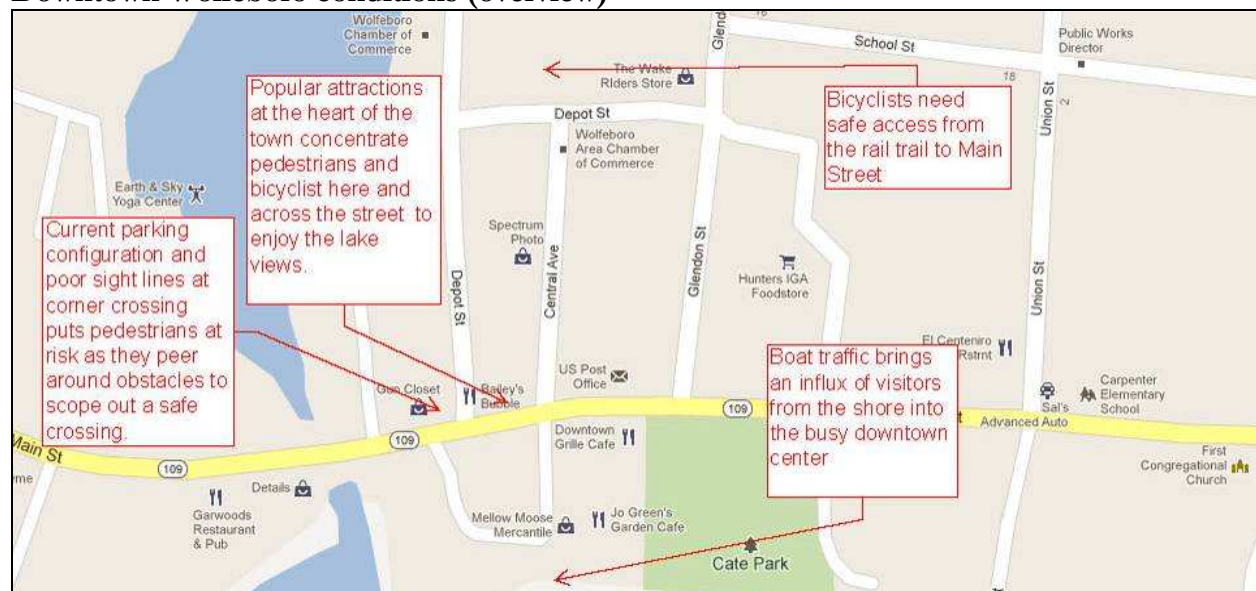 Downtown Wolfeboro conditions (overview)
Wolfeboro
Chamber of
Commerce
Glend
16
School St
Public Works
Director
The Wake
Riders Store
18
2
Union St
Popular attractions
at the heart of the
town concentrate
pedestrians and
bicyclist here and
across the street to
enjoy the lake
views.
Bicyclists need
safe access from
the rail trail to Main
Street
Depot St
Wolfeboro
Area Chamber
of Commerce
Earth & Sky
Yoga Center
Current parking
configuration and
poor sight lines at
corner crossing
puts pedestrians at
risk as they peer
around obstacles to
scope out a safe
crossing.
Spectrum
Photo
Depot St
Central Ave
Glendon St
Hunters IGA
Foodstore
Union St
El Centeniro
Rstrnt
Boat traffic brings
an influx of visitors
from the shore into
the busy downtown
center
US Post
Office
Gun Closet
Bailey's
Bubble
Carpenter
Elementary
School
Sal's
Advanced Auto
109
t
109
Downtown
Grille Cafe
Main St
109
First
Congregational
Church
yme
Details
Garwoods
Restaurant
& Pub
Mellow Moose
Mercantile
Jo Green's
Garden Cafe
Cate Park
t